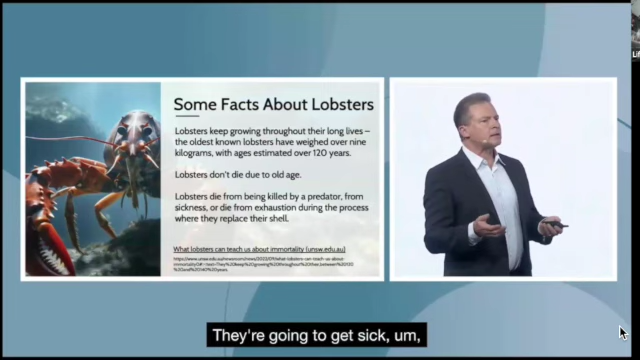 Some Facts About Lobsters
Lobsters keep growing throughout their long lives –
the oldest known lobsters have weighed over nine
kilograms, with ages estimated over 120 years.
Lobsters don't die due to old age.
Lobsters die from being killed by a predator, from
sickness, or die from exhaustion during the process
where they replace their shell.
What lobsters can teach us about immortality (unsw.edu.au)
They're going to get sick, um,